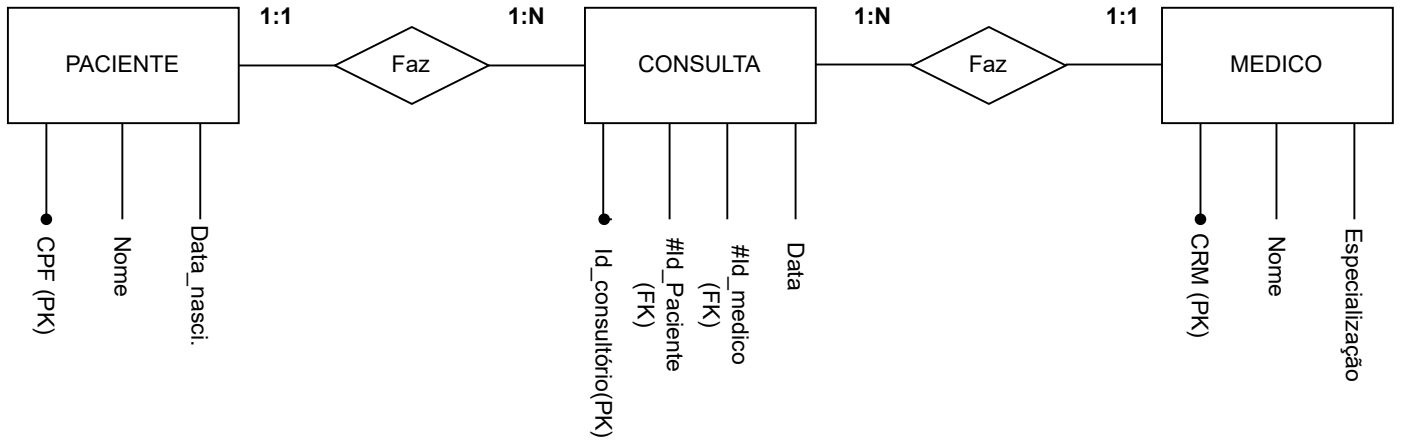 1:1
1:N
1:N
1:1
PACIENTE
Faz
CONSULTA
Faz
MEDICO
CPF (PK)
Nome
Data_nasci.
Id_consultório(PK)
#Id_Paciente
(FK)
#Id_medico
(FK)
Data
CRM (PK)
Nome
Especialização